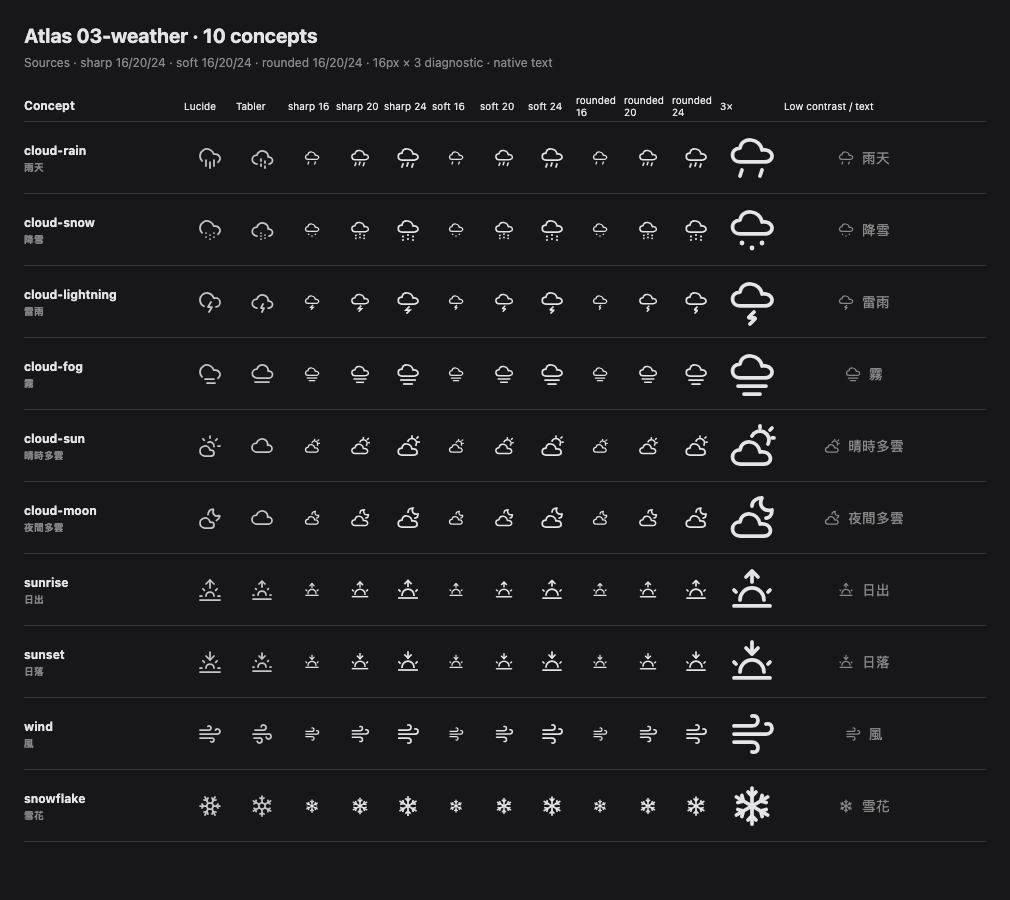 Atlas 03-weather · 10 concepts
Sources · sharp 16/20/24 · soft 16/20/24 · rounded 16/20/24 · 16px × 3 diagnostic · native text
Concept Lucide Tabler sharp 16 sharp 20 sharp 24 soft 16 soft 20 soft 24 rounded 16 rounded 20 rounded 24 3× Low contrast / text
cloud-rain
雨天
雨天
cloud-snow
降雪
降雪
cloud-lightning
雷雨
雷雨
cloud-fog
霧
霧
cloud-sun
晴時多雲
晴時多雲
cloud-moon
夜間多雲
夜間多雲
sunrise
日出
日出
sunset
日落
日落
wind
風
風
snowflake
雪花
雪花